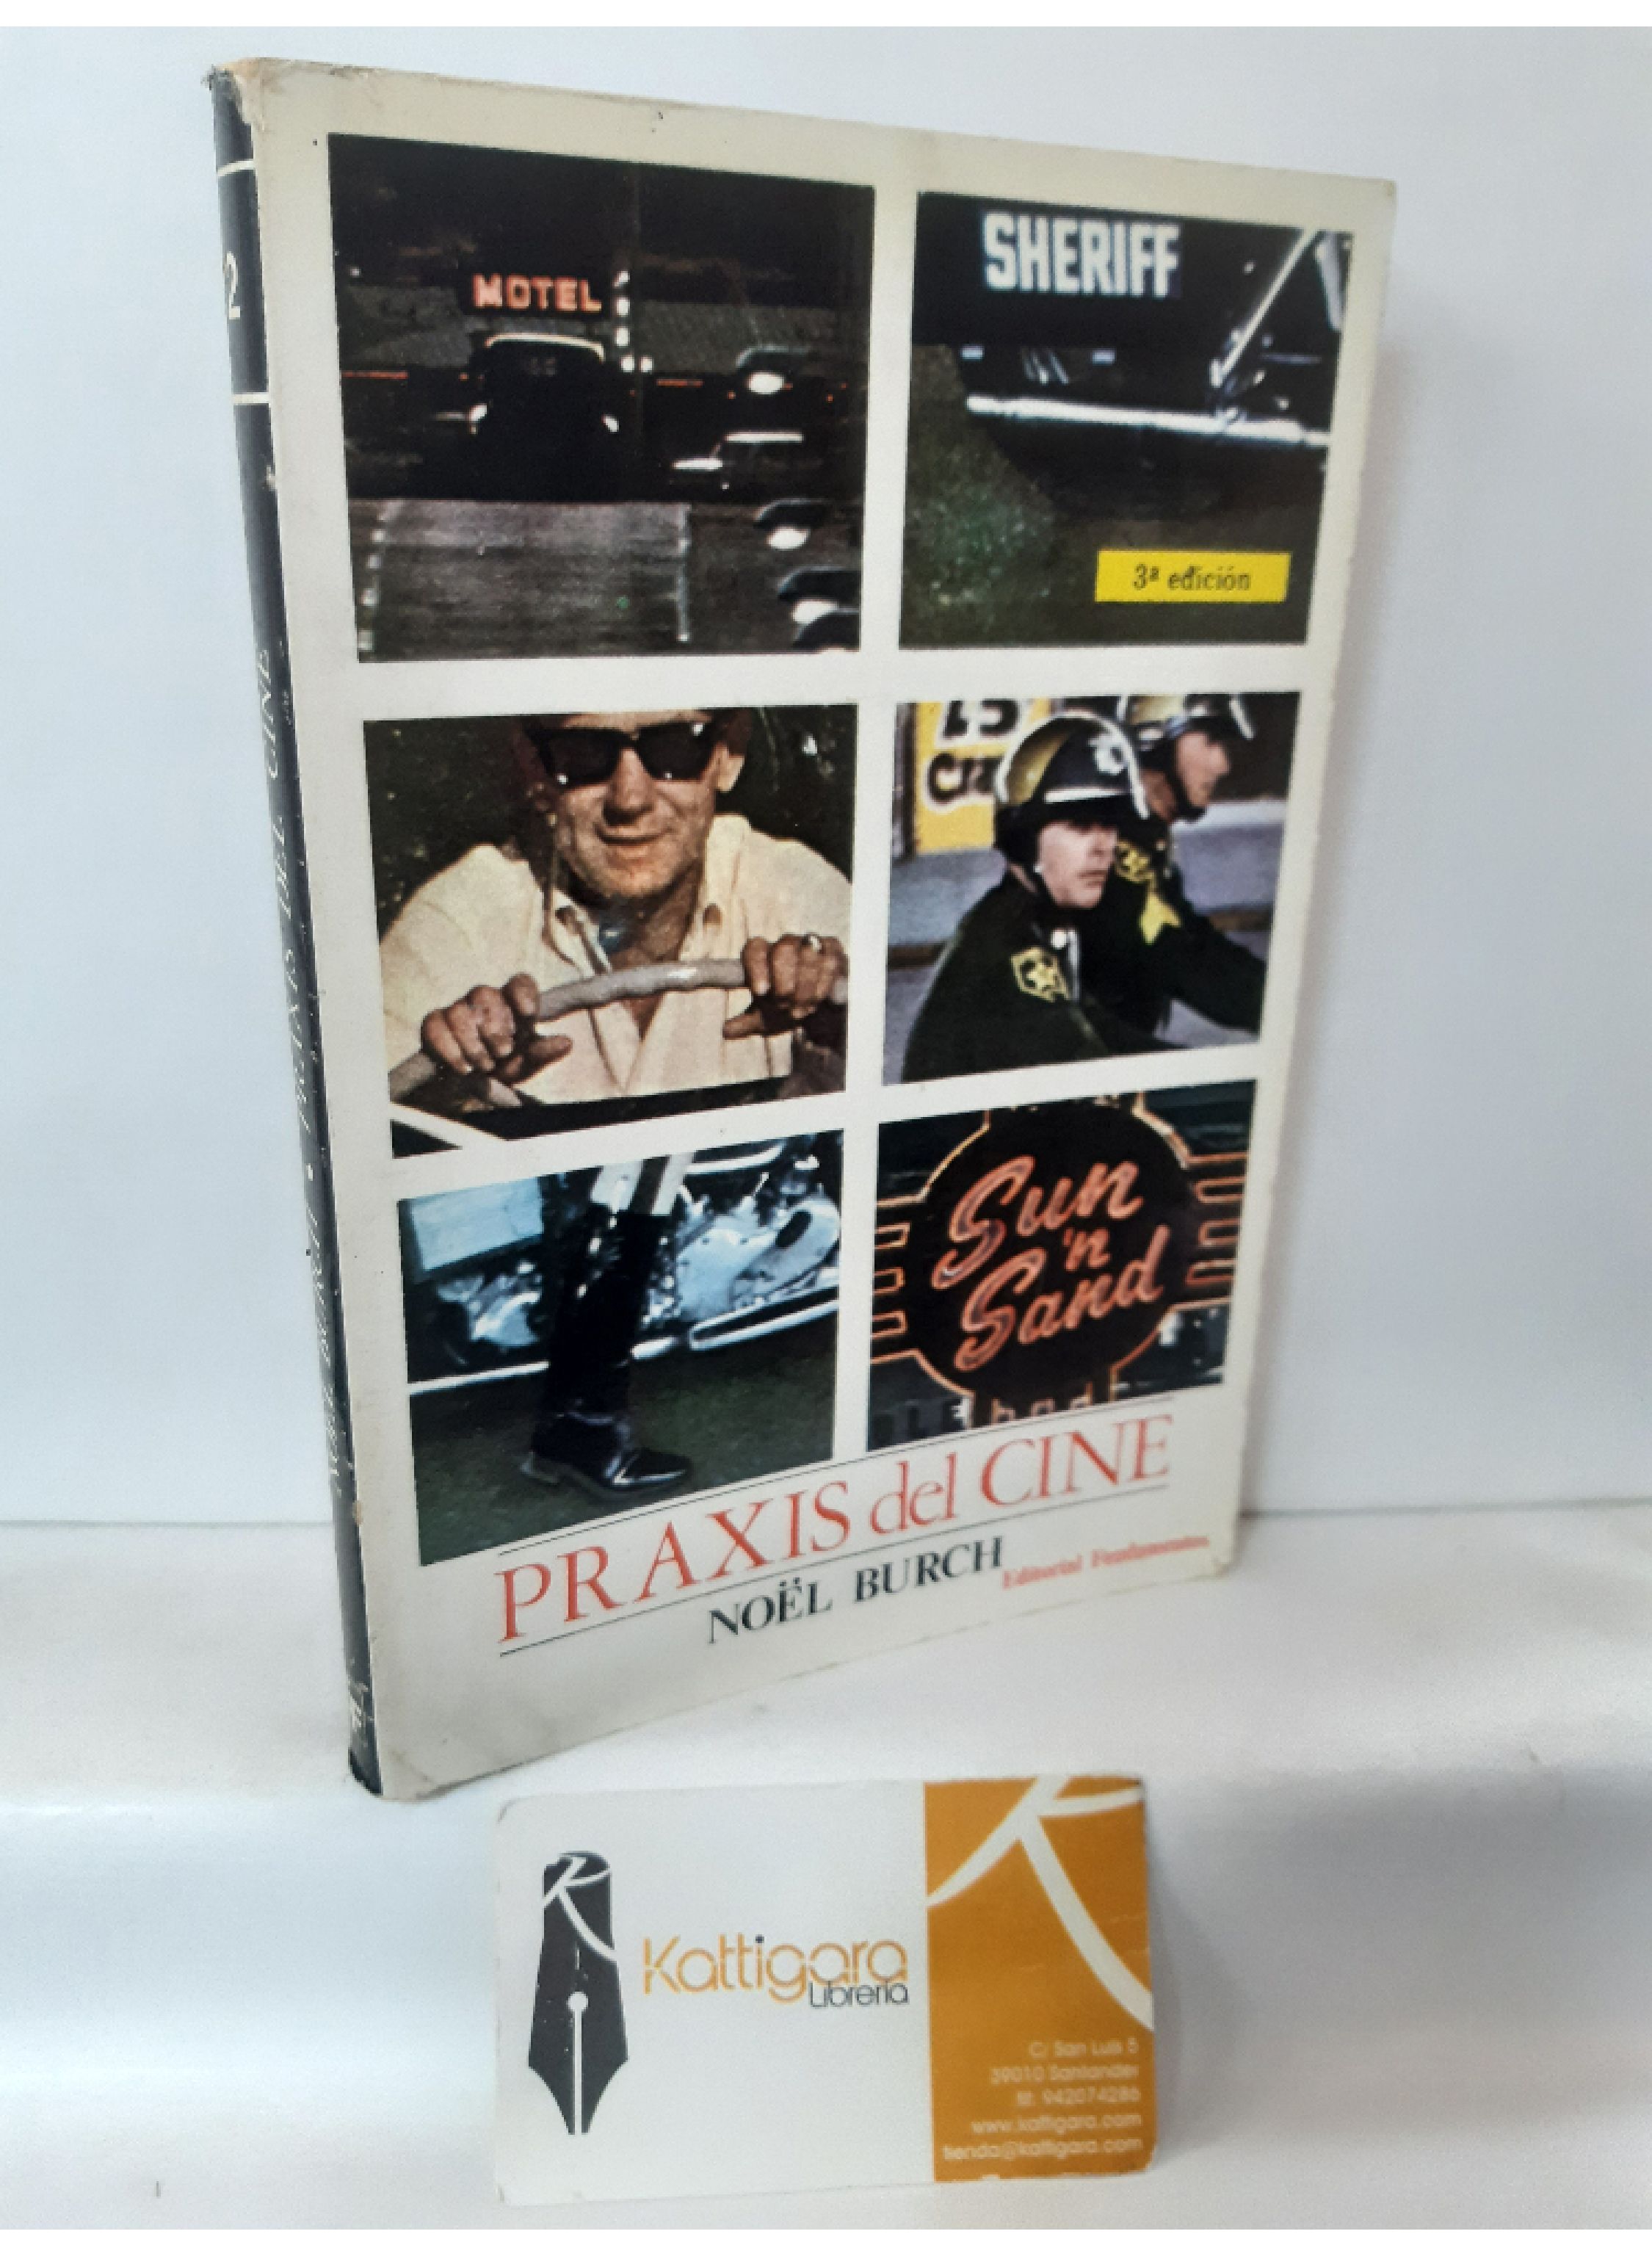 2
NOËL BURCH • PRAXIS DEL CINE
MOTEL
SHERIFF
3ª edición
Sun
'n
Sand
PRAXIS del CINE
NOËL BURCH
Editorial Fundamentos
Kattigara
Librería
C/ San Luis 5
39010 Santander
tlf. 942074286
www.kattigara.com
tienda@kattigara.com